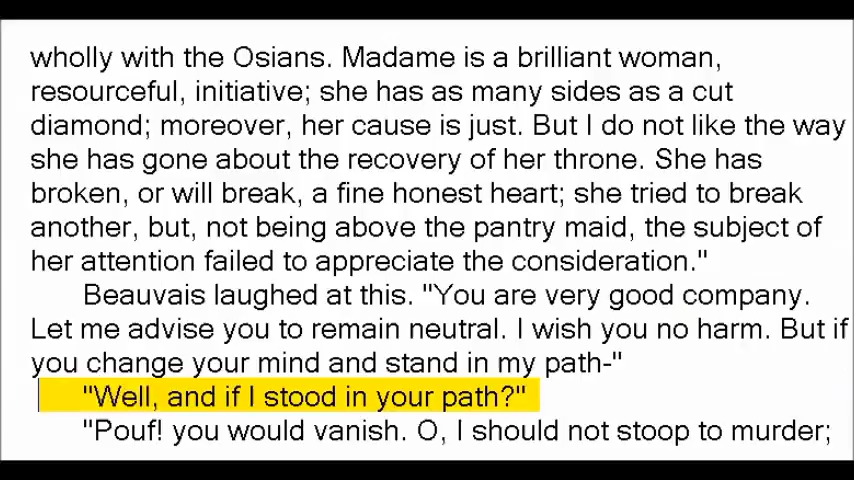 wholly with the Osians. Madame is a brilliant woman,
resourceful, initiative; she has as many sides as a cut
diamond; moreover, her cause is just. But I do not like the way
she has gone about the recovery of her throne. She has
broken, or will break, a fine honest heart; she tried to break
another, but, not being above the pantry maid, the subject of
her attention failed to appreciate the consideration."
Beauvais laughed at this. "You are very good company.
Let me advise you to remain neutral. I wish you no harm. But if
you change your mind and stand in my path-"
"Well, and if I stood in your path?"
"Pouf! you would vanish. O, I should not stoop to murder;